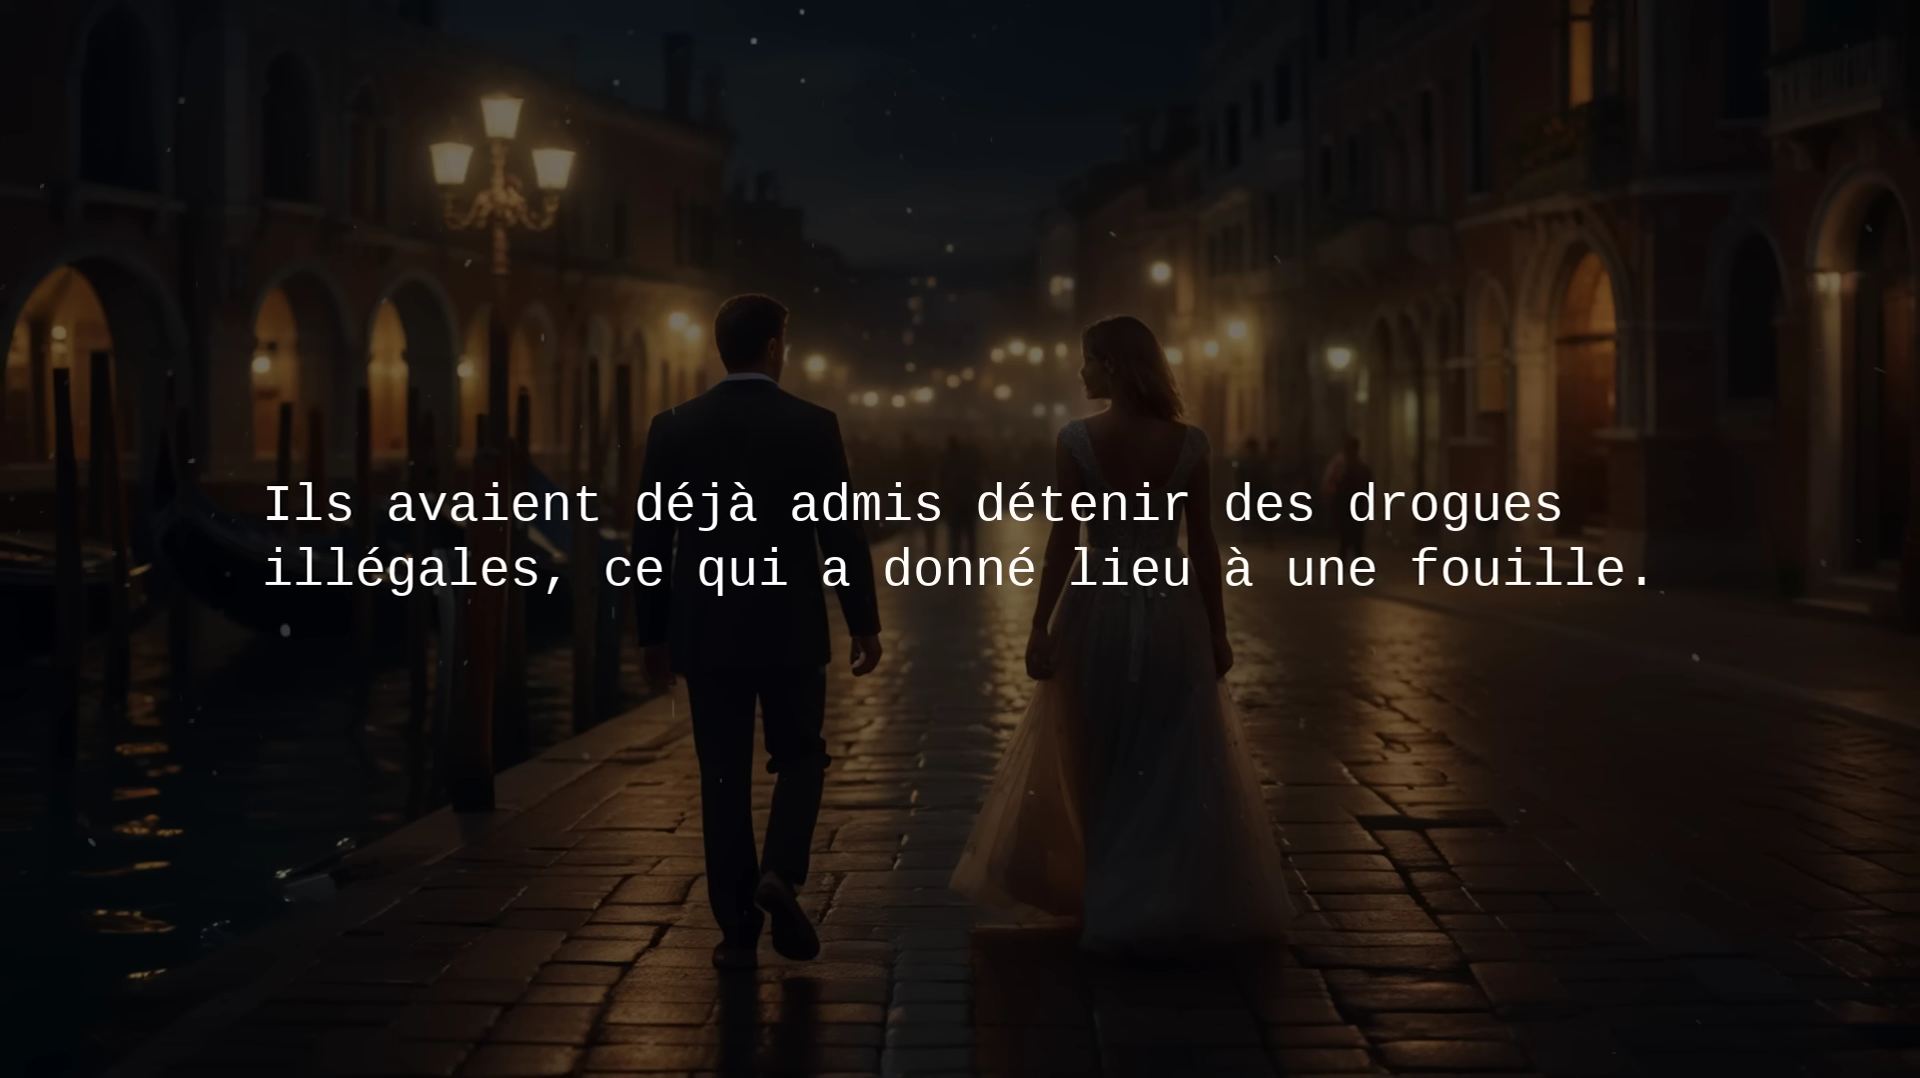 Ils avaient déjà admis détenir des drogues
illégales, ce qui a donné lieu à une fouille.